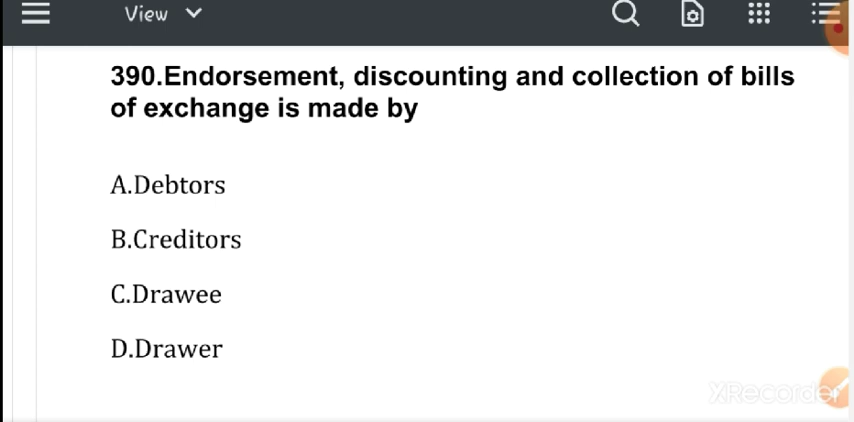 View
390.Endorsement, discounting and collection of bills
of exchange is made by
A.Debtors
B.Creditors
C.Drawee
D.Drawer
XRecorder